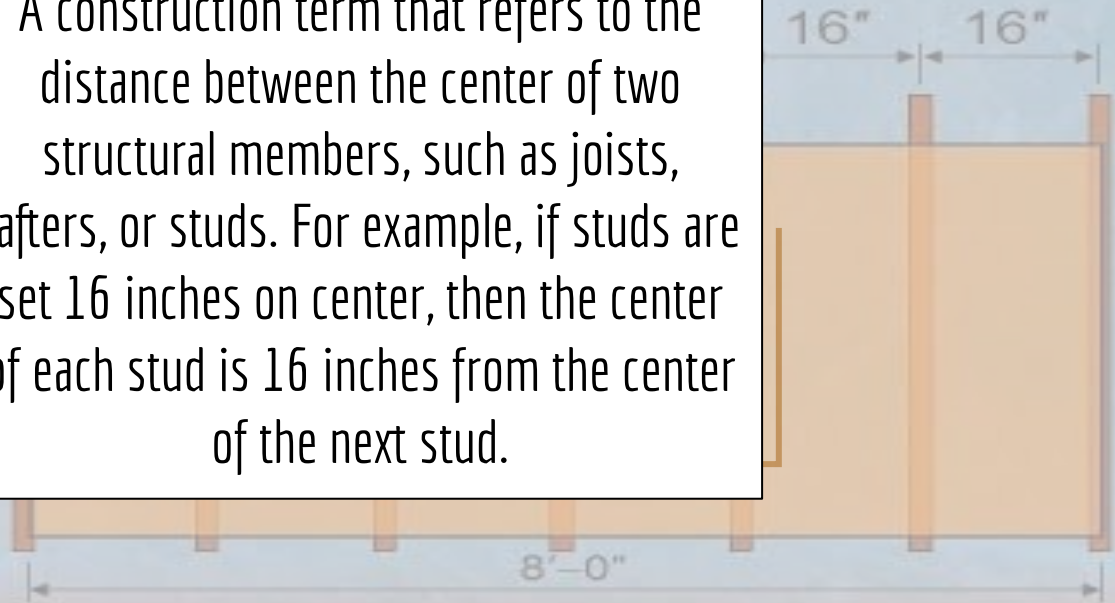 A construction term that refers to the
distance between the center of two
structural members, such as joists,
afters, or studs. For example, if studs are
set 16 inches on center, then the center
of each stud is 16 inches from the center
of the next stud.
16" 16"
8'-0"